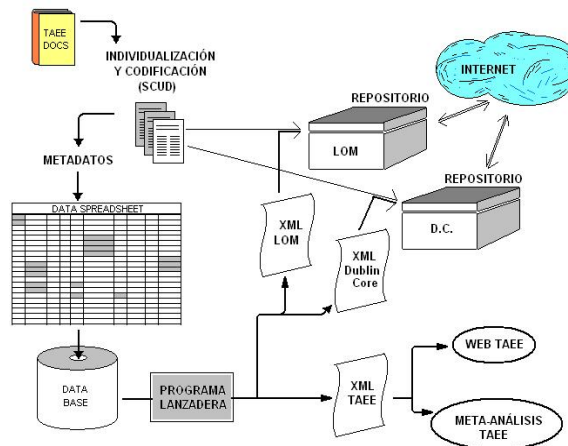 TAEE
DOCS
INDIVIDUALIZACIÓN
Y CODIFICACIÓN
(SCUD)
INTERNET
REPOSITORIO
LOM
METADATOS
REPOSITORIO
D.C.
DATA SPREADSHEET
XML
LOM
XML
Dublin
Core
WEB TAEE
DATA
BASE
PROGRAMA
LANZADERA
XML
TAEE
META-ANÁLISIS
TAEE